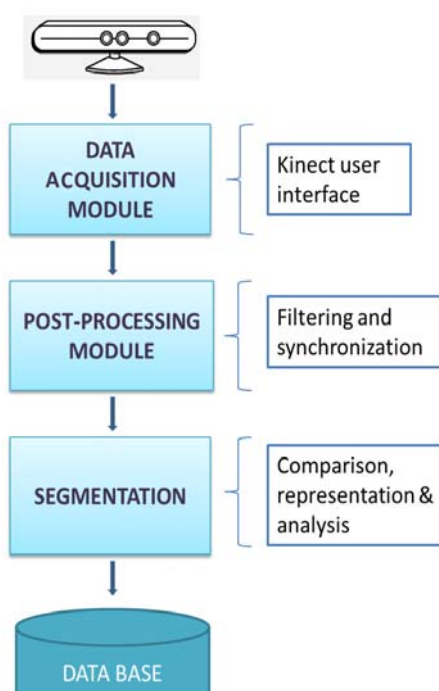 DATA
ACQUISITION
MODULE
Kinect user
interface
POST-PROCESSING
MODULE
Filtering and
synchronization
SEGMENTATION
Comparison,
representation &
analysis
DATA BASE